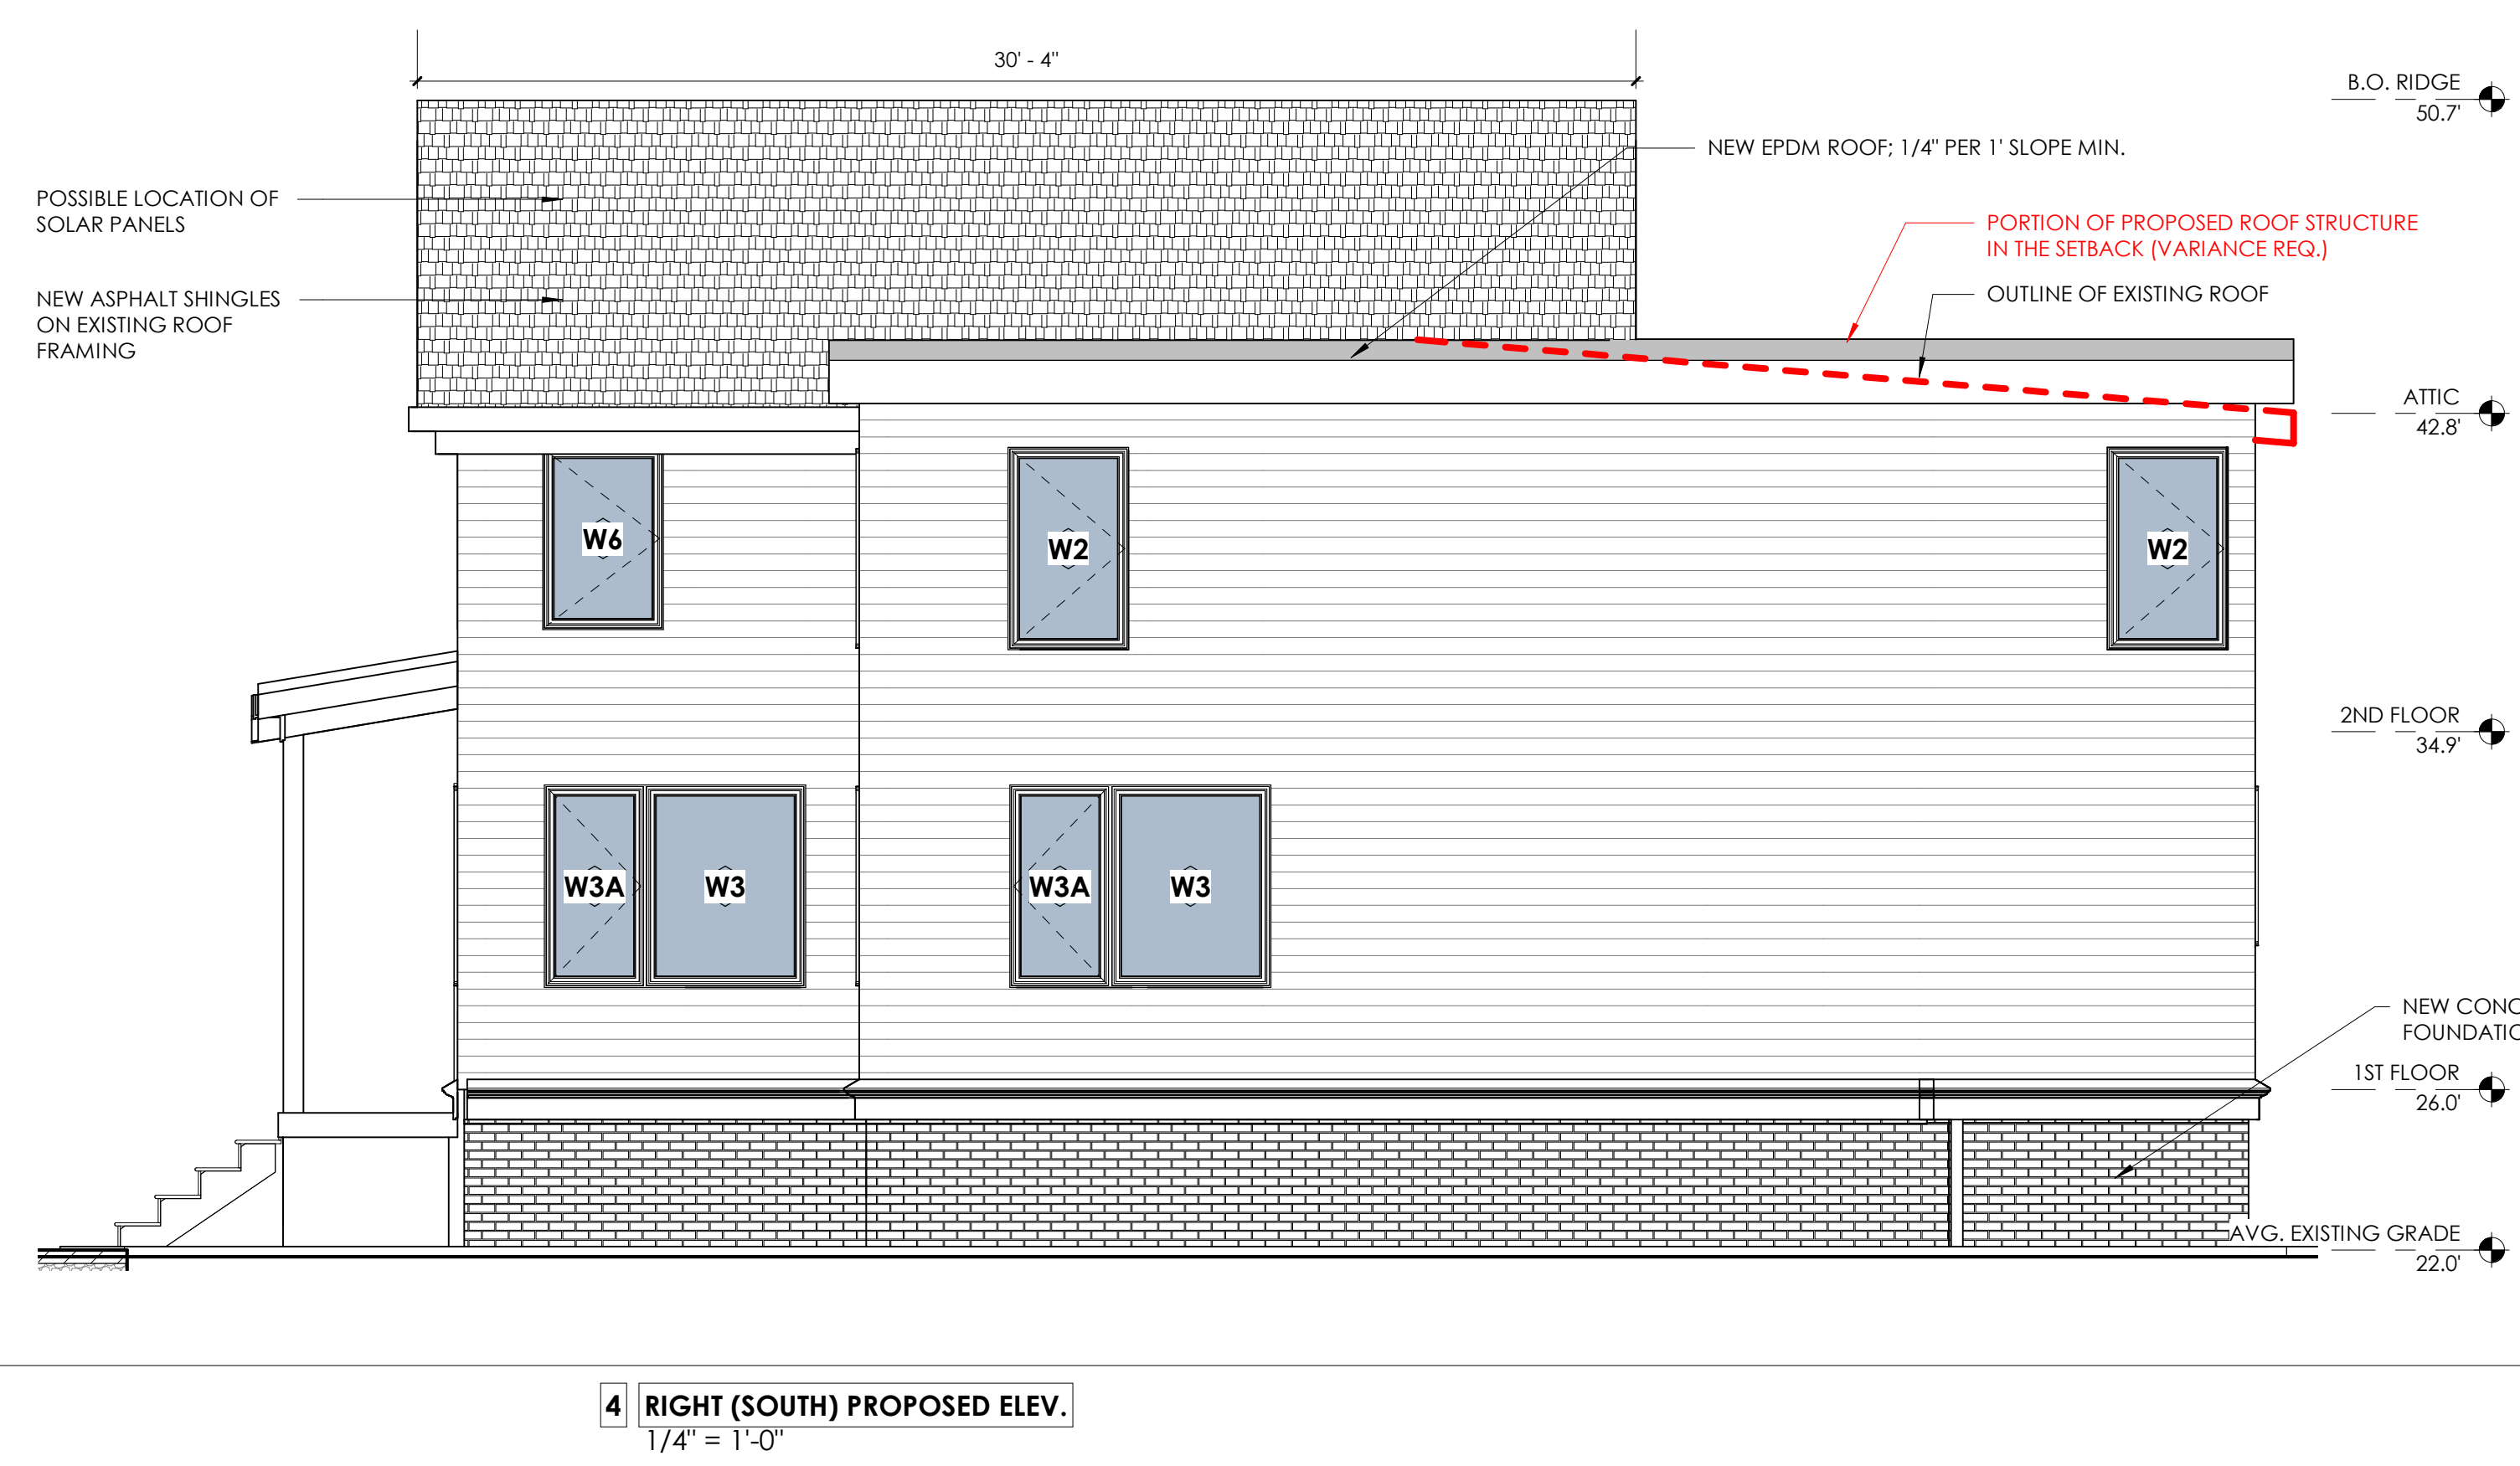 30' - 4"
B.O. RIDGE
50.7'
NEW EPDM ROOF; 1/4" PER 1' SLOPE MIN.
POSSIBLE LOCATION OF
SOLAR PANELS
PORTION OF PROPOSED ROOF STRUCTURE
IN THE SETBACK (VARIANCE REQ.)
NEW ASPHALT SHINGLES
ON EXISTING ROOF
FRAMING
OUTLINE OF EXISTING ROOF
ATTIC
42.8'
W6
W2
W2
2ND FLOOR
34.9'
W3A
W3
W3A
W3
NEW CONC
FOUNDATIO
1ST FLOOR
26.0'
AVG. EXISTING GRADE
22.0'
4 RIGHT (SOUTH) PROPOSED ELEV.
1/4" = 1'-0"